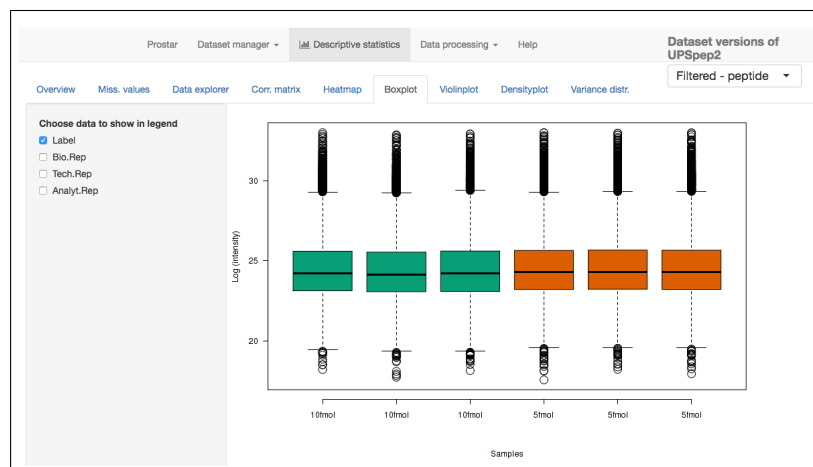 Prostar Dataset manager Descriptive statistics Data processing Help
Dataset versions of
UPSpep2
Filtered - peptide
Overview Miss. values Data explorer Corr. matrix Heatmap Boxplot Violinplot Densityplot Variance distr.
Choose data to show in legend
Label
Bio.Rep
Tech.Rep
Analyt.Rep
Log (Intensity)
30
25
20
10fmol 10fmol 10fmol 5fmol 5fmol 5fmol
Samples